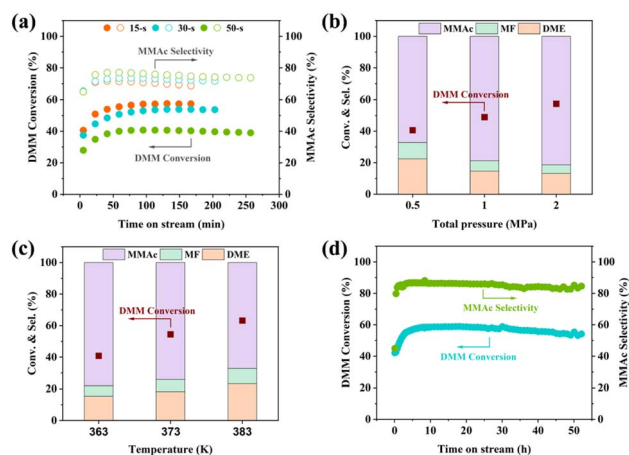 (a)
15-s 30-s 50-s
MMAc Selectivity
DMM Conversion
DMM Conversion (%)
MMAc Selectivity (%)
0 20 40 60 80 100
0 20 40 60 80 100
0 50 100 150 200 250 300
Time on stream (min)
(b)
MMAc MF DME
DMM Conversion
Conv. & Sel. (%)
0 20 40 60 80 100
0.5 1 2
Total pressure (MPa)
(c)
MMAc MF DME
DMM Conversion
Conv. & Sel. (%)
0 20 40 60 80 100
363 373 383
Temperature (K)
(d)
MMAc Selectivity
DMM Conversion
DMM Conversion (%)
MMAc Selectivity (%)
0 20 40 60 80 100
0 20 40 60 80 100
0 10 20 30 40 50
Time on stream (h)